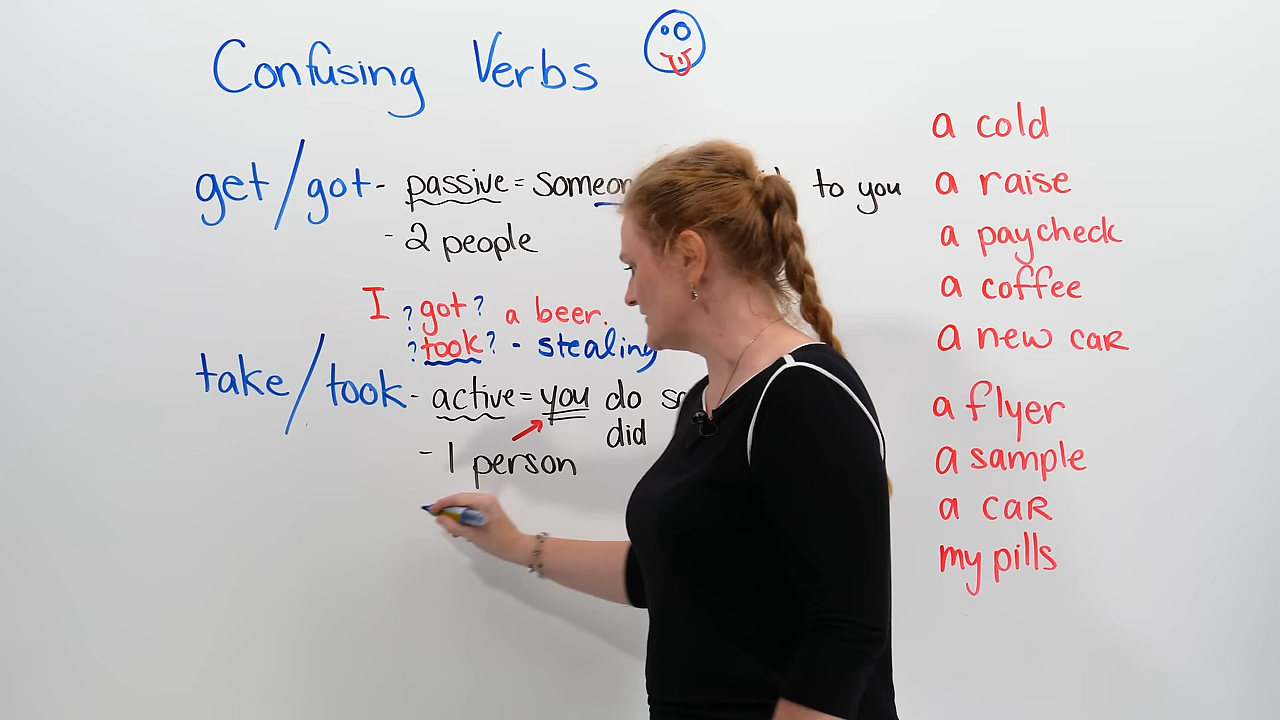 Confusing Verbs
get/got - passive = to you
- 2 people
I ?got? a beer.
?took? - stealing
take/took - active = you do
did
- 1 person
a cold
a raise
a paycheck
a coffee
a new car
a flyer
a sample
a car
my pills